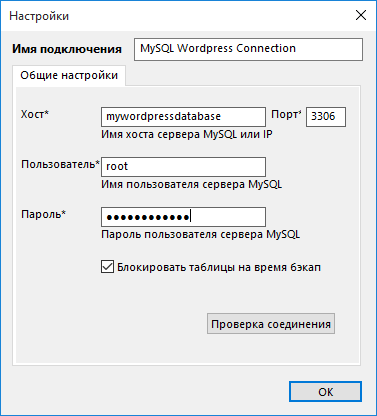 Настройки
Имя подключения MySQL Wordpress Connection
Общие настройки
Хост* mywordpressdatabase Порт* 3306
Имя хоста сервера MySQL или IP
Пользователь* root
Имя пользователя сервера MySQL
Пароль* ●●●●●●●●●●●●
Пароль пользователя сервера MySQL
Блокировать таблицы на время бэкап
Проверка соединения
OK